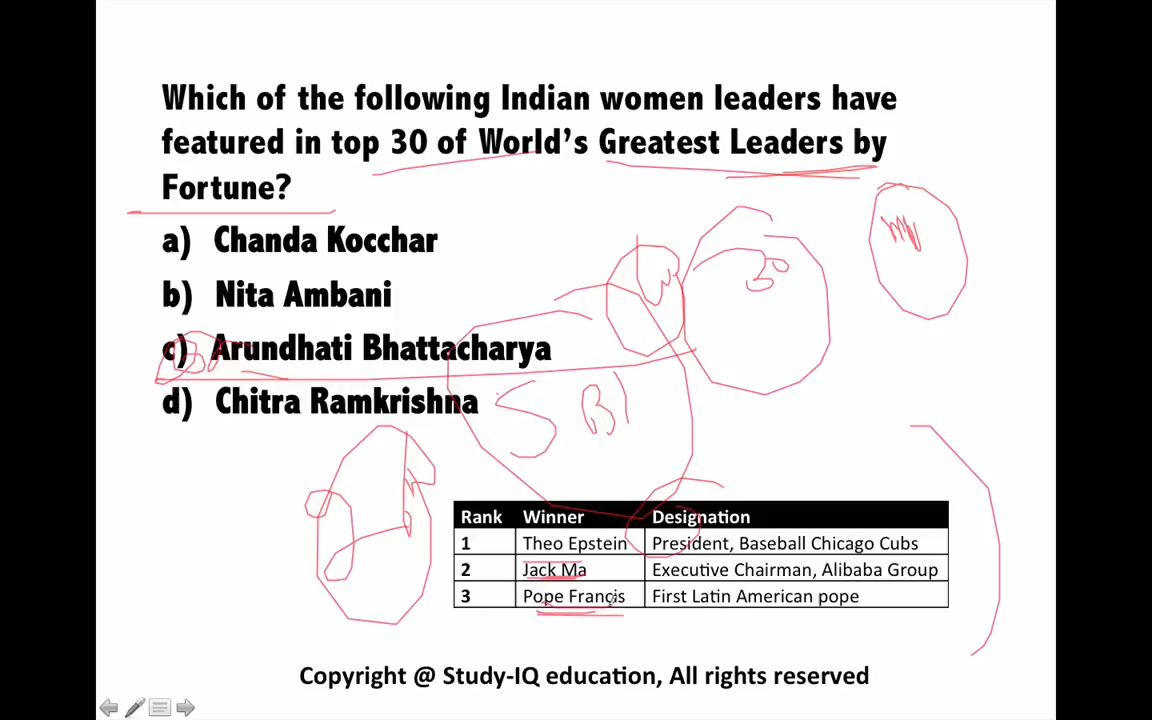 Which of the following Indian women leaders have
featured in top 30 of World's Greatest Leaders by
Fortune?
a) Chanda Kocchar
b) Nita Ambani
c) Arundhati Bhattacharya
d) Chitra Ramkrishna
SBI
Rank Winner Designation
1 Theo Epstein President, Baseball Chicago Cubs
2 Jack Ma Executive Chairman, Alibaba Group
3 Pope Francis First Latin American pope
Copyright @ Study-IQ education, All rights reserved